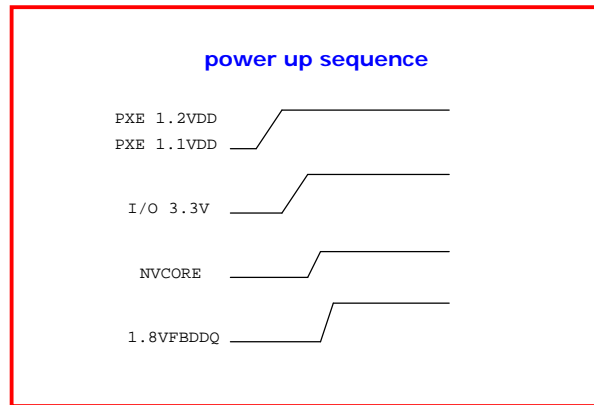 power up sequence
PXE 1.2VDD
PXE 1.1VDD
I/O 3.3V
NVCORE
1.8VFBDDQ